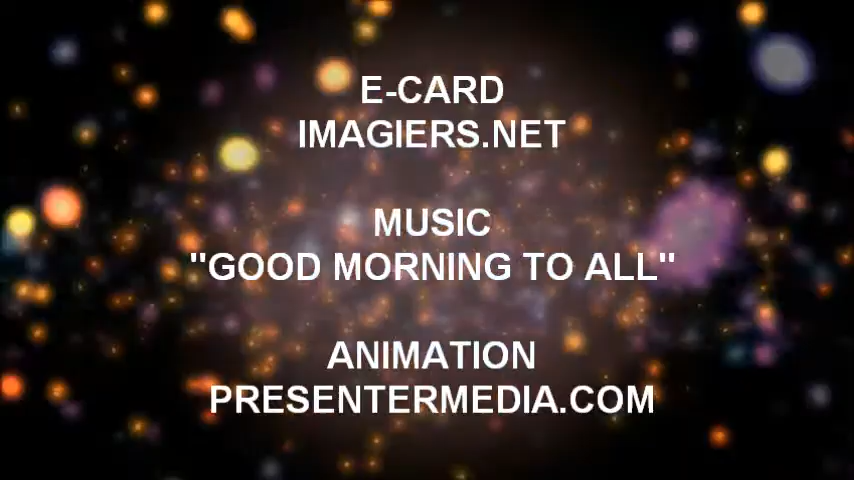 E-CARD
IMAGIERS.NET
MUSIC
"GOOD MORNING TO ALL"
ANIMATION
PRESENTERMEDIA.COM